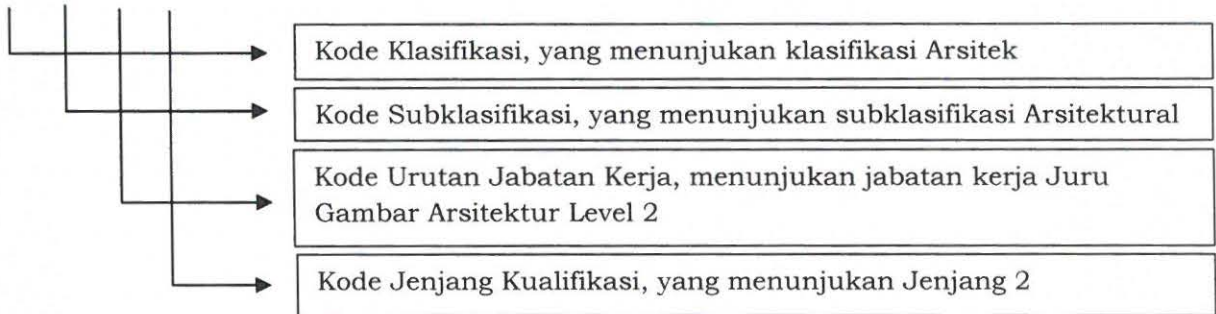 Kode Klasifikasi, yang menunjukan klasifikasi Arsitek
Kode Subklasifikasi, yang menunjukan subklasifikasi Arsitektural
Kode Urutan Jabatan Kerja, menunjukan jabatan kerja Juru
Gambar Arsitektur Level 2
Kode Jenjang Kualifikasi, yang menunjukan Jenjang 2